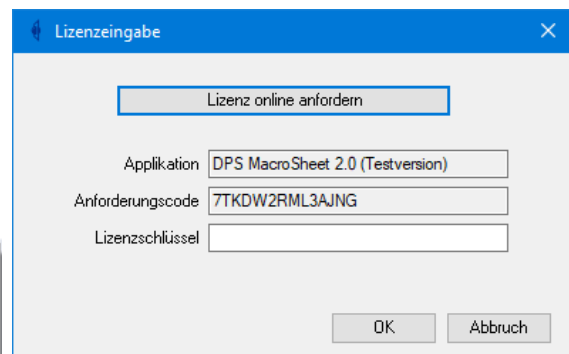 Lizenzeingabe
Lizenz online anfordern
Applikation DPS MacroSheet 2.0 (Testversion)
Anforderungscode 7TKDW2RML3AJNG
Lizenzschlüssel
OK Abbruch